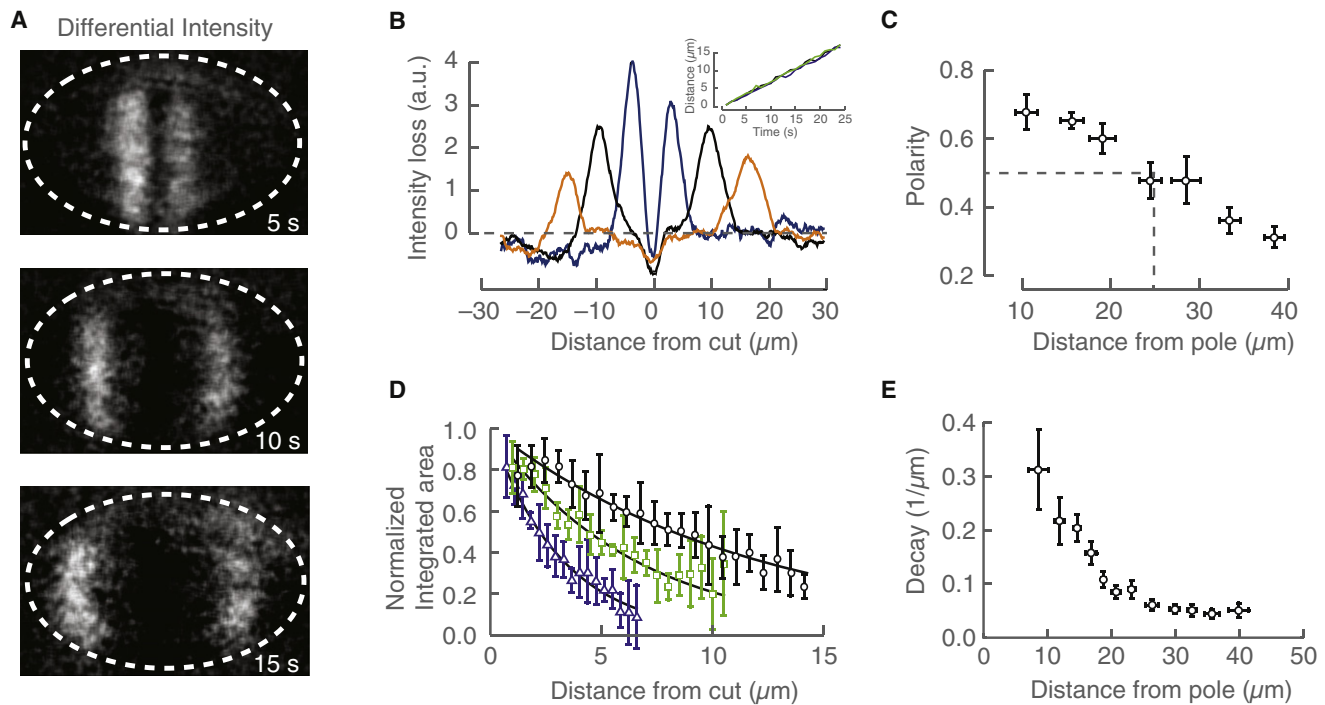 A
Differential Intensity
5 s
10 s
15 s
B
Intensity loss (a.u.)
4
3
2
1
0
–30 –20 –10 0 10 20 30
Distance from cut (µm)
Distance (µm)
15
10
5
0
0 5 10 15 20 25
Time (s)
C
Polarity
0.8
0.6
0.4
0.2
10 20 30 40
Distance from pole (µm)
D
Normalized
Integrated area
1.0
0.8
0.6
0.4
0.2
0.0
0 5 10 15
Distance from cut (µm)
E
Decay (1/µm)
0.4
0.3
0.2
0.1
0.0
0 10 20 30 40 50
Distance from pole (µm)